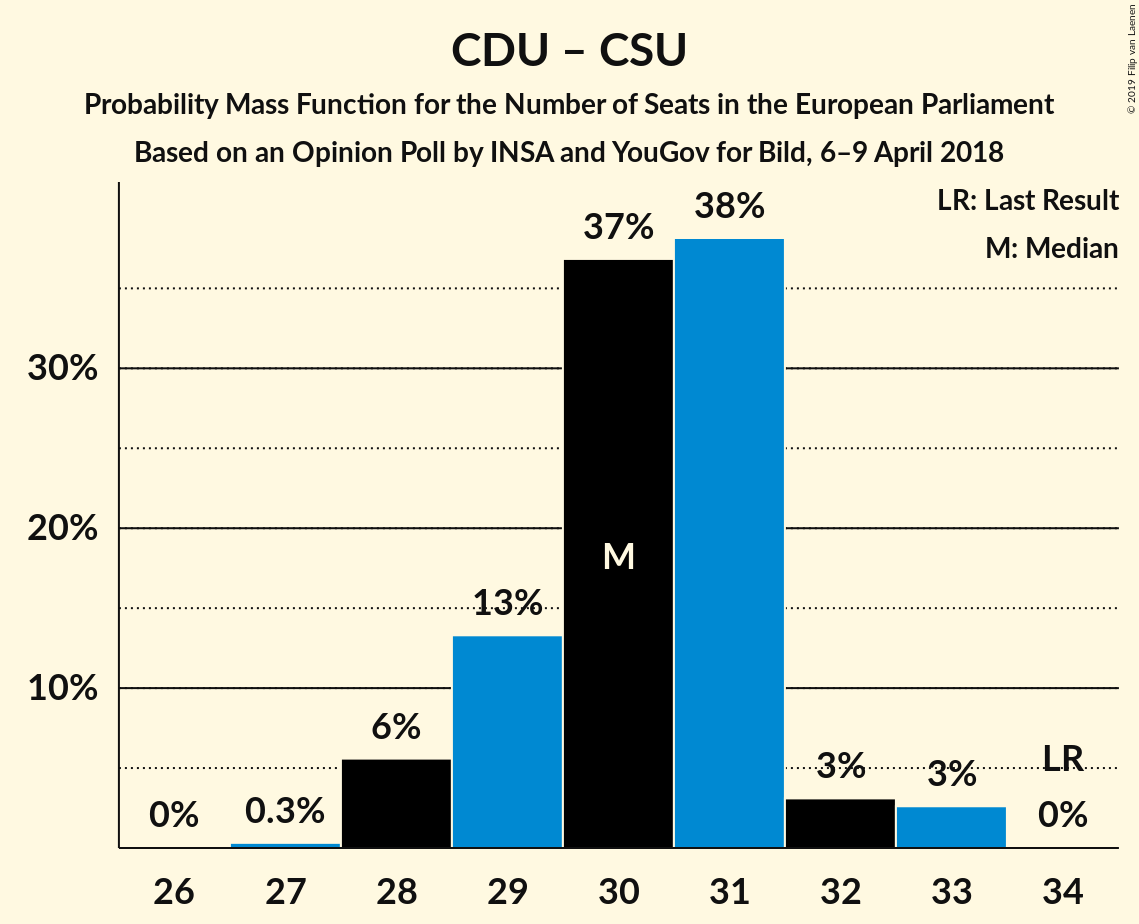 CDU – CSU
Probability Mass Function for the Number of Seats in the European Parliament
Based on an Opinion Poll by INSA and YouGov for Bild, 6–9 April 2018
© 2019 Filip van Laenen
LR: Last Result
M: Median
30%
20%
10%
0%
0.3%
6%
13%
37%
38%
3%
3%
0%
LR
M
26 27 28 29 30 31 32 33 34